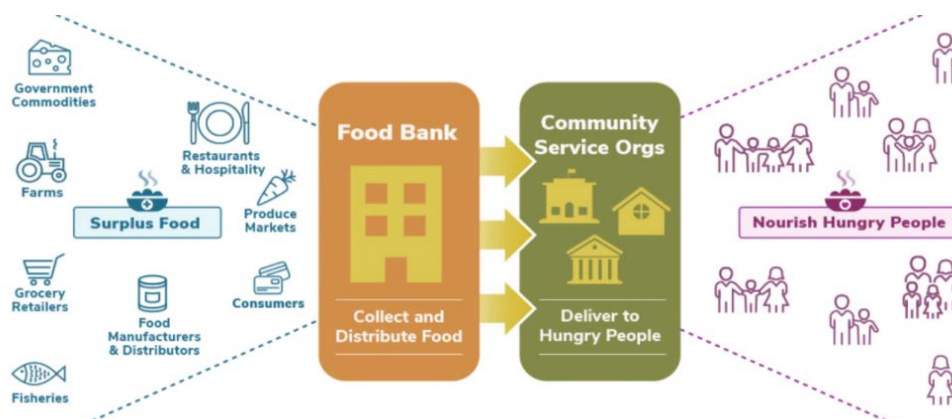 Government
Commodities
Restaurants
& Hospitality
Farms
Produce
Markets
Surplus Food
Grocery
Retailers
Food
Manufacturers
& Distributors
Consumers
Fisheries
Food Bank
Collect and
Distribute Food
Community
Service Orgs
Deliver to
Hungry People
Nourish Hungry People